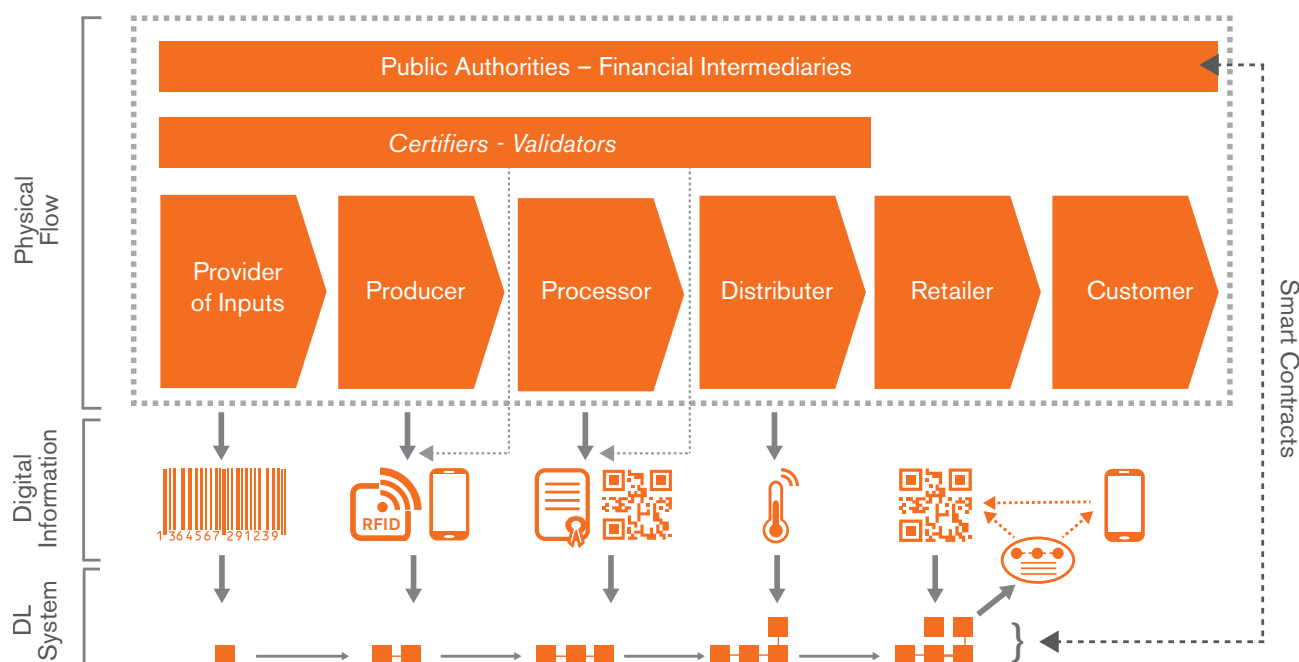 Public Authorities – Financial Intermediaries
Certifiers - Validators
Physical
Flow
Provider
of Inputs
Producer
Processor
Distributer
Retailer
Customer
Smart Contracts
Digital
Information
1 364567 291239
RFID
DL
System